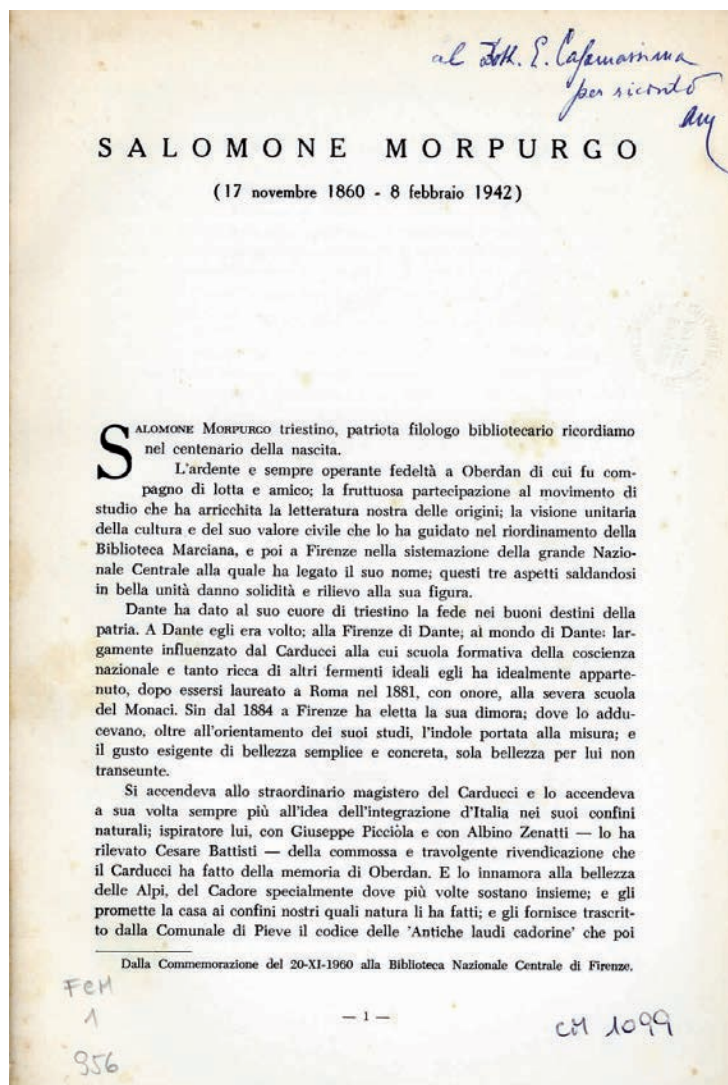 al Dott. E. Casamassima
per ricordo
SALOMONE MORPURGO
(17 novembre 1860 - 8 febbraio 1942)
SALOMONE MORPURGO triestino, patriota filologo bibliotecario ricordiamo
nel centenario della nascita.
L'ardente e sempre operante fedeltà a Oberdan di cui fu com-
pagno di lotta e amico; la fruttuosa partecipazione al movimento di
studio che ha arricchita la letteratura nostra delle origini; la visione unitaria
della cultura e del suo valore civile che lo ha guidato nel riordinamento della
Biblioteca Marciana, e poi a Firenze nella sistemazione della grande Nazio-
nale Centrale alla quale ha legato il suo nome; questi tre aspetti saldandosi
in bella unità danno solidità e rilievo alla sua figura.
Dante ha dato al suo cuore di triestino la fede nei buoni destini della
patria. A Dante egli era volto; alla Firenze di Dante; al mondo di Dante: lar-
gamente influenzato dal Carducci alla cui scuola formativa della coscienza
nazionale e tanto ricca di altri fermenti ideali egli ha idealmente apparte-
nuto, dopo essersi laureato a Roma nel 1881, con onore, alla severa scuola
del Monaci. Sin dal 1884 a Firenze ha eletta la sua dimora; dove lo addu-
cevano, oltre all'orientamento dei suoi studi, l'indole portata alla misura; e
il gusto esigente di bellezza semplice e concreta, sola bellezza per lui non
transeunte.
Si accendeva allo straordinario magistero del Carducci e lo accendeva
a sua volta sempre più all'idea dell'integrazione d'Italia nei suoi confini
naturali; ispiratore lui, con Giuseppe Picciòla e con Albino Zenatti — lo ha
rilevato Cesare Battisti — della commossa e travolgente rivendicazione che
il Carducci ha fatto della memoria di Oberdan. E lo innamora alla bellezza
delle Alpi, del Cadore specialmente dove più volte sostano insieme; e gli
promette la casa ai confini nostri quali natura li ha fatti; e gli fornisce trascrit-
to dalla Comunale di Pieve il codice delle 'Antiche laudi cadorine' che poi
Dalla Commemorazione del 20-XI-1960 alla Biblioteca Nazionale Centrale di Firenze.
— 1 —
FCM
1
956
CM 1099